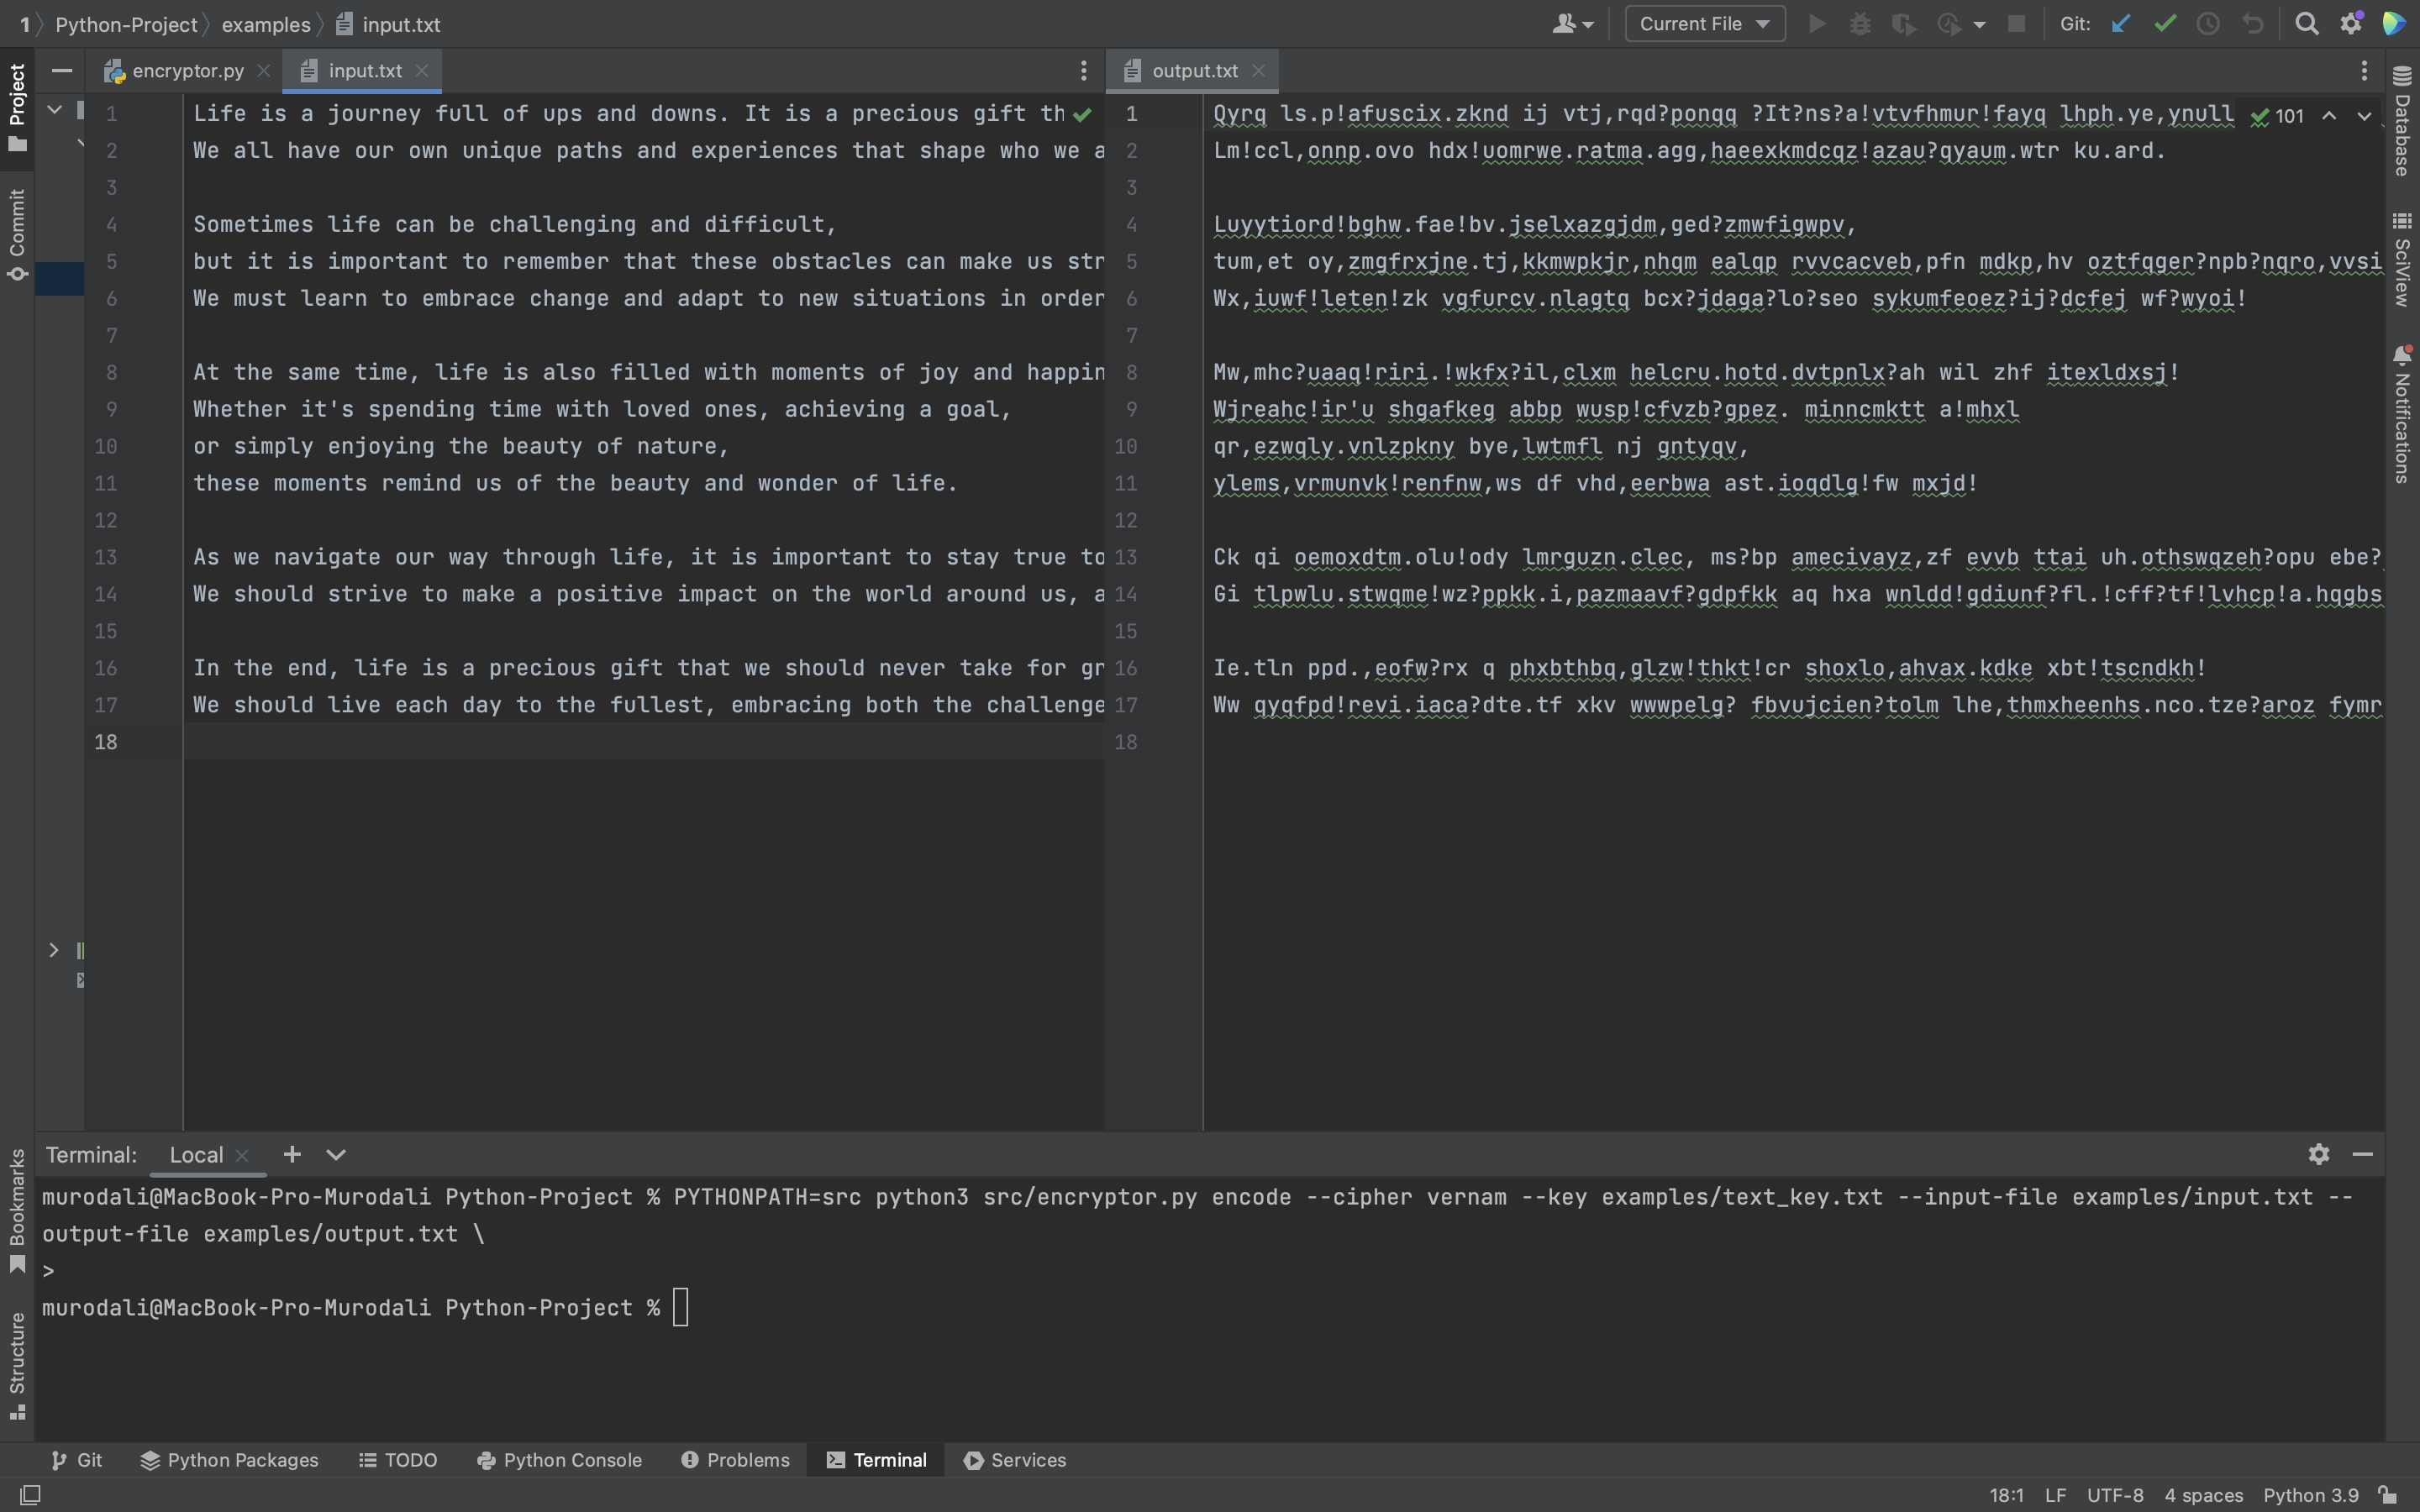 1 Python-Project examples input.txt
Current File Git:
encryptor.py input.txt output.txt
Project
Commit
Bookmarks
Structure
1 Life is a journey full of ups and downs. It is a precious gift th
2 We all have our own unique paths and experiences that shape who we a
3
4 Sometimes life can be challenging and difficult,
5 but it is important to remember that these obstacles can make us str
6 We must learn to embrace change and adapt to new situations in order
7
8 At the same time, life is also filled with moments of joy and happin
9 Whether it's spending time with loved ones, achieving a goal,
10 or simply enjoying the beauty of nature,
11 these moments remind us of the beauty and wonder of life.
12
13 As we navigate our way through life, it is important to stay true to
14 We should strive to make a positive impact on the world around us, a
15
16 In the end, life is a precious gift that we should never take for gr
17 We should live each day to the fullest, embracing both the challenge
18
101
1 Qyrq ls.p!afuscix.zknd ij vtj,rqd?ponqq ?It?ns?a!vtvfhmur!fayq lhph.ye,ynull
2 Lm!ccl,onnp.ovo hdx!uomrwe.ratma.agg,haeexkmdcqz!azau?qyaum.wtr ku.ard.
3
4 Luyytiord!bghw.fae!bv.jselxazgjdm,ged?zmwfigwpv,
5 tum,et oy,zmgfrxjne.tj,kkmwpkjr,nhqm ealqp rvvcacveb,pfn mdkp,hv oztfqger?npb?nqro,vvsi
6 Wx,iuwf!leten!zk vgfurcv.nlagtq bcx?jdaga?lo?seo sykumfeoez?ij?dcfej wf?wyoi!
7
8 Mw,mhc?uaaq!riri.!wkfx?il,clxm helcru.hotd.dvtpnlx?ah wil zhf itexldxsj!
9 Wjreahc!ir'u shgafkeg abbp wusp!cfvzb?gpez. minncmktt a!mhxl
10 qr,ezwqly.vnlzpkny bye,lwtmfl nj gntyqv,
11 ylems,vrmunvk!renfnw,ws df vhd,eerbwa ast.ioqdlg!fw mxjd!
12
13 Ck qi oemoxdtm.olu!ody lmrguzn.clec, ms?bp amecivayz,zf evvb ttai uh.othswqzeh?opu ebe?
14 Gi tlpwlu.stwqme!wz?ppkk.i,pazmaavf?gdpfkk aq hxa wnldd!gdiunf?fl.!cff?tf!lvhcp!a.hqgbs
15
16 Ie.tln ppd.,eofw?rx q phxbthbq,glzw!thkt!cr shoxlo,ahvax.kdke xbt!tscndkh!
17 Ww qyqfpd!revi.iaca?dte.tf xkv wwwpelg? fbvujcien?tolm lhe,thmxheenhs.nco.tze?aroz fymr
18
Database
SciView
Notifications
Terminal: Local
murodali@MacBook-Pro-Murodali Python-Project % PYTHONPATH=src python3 src/encryptor.py encode --cipher vernam --key examples/text_key.txt --input-file examples/input.txt --
output-file examples/output.txt \
>
murodali@MacBook-Pro-Murodali Python-Project %
Git Python Packages TODO Python Console Problems Terminal Services
18:1 LF UTF-8 4 spaces Python 3.9